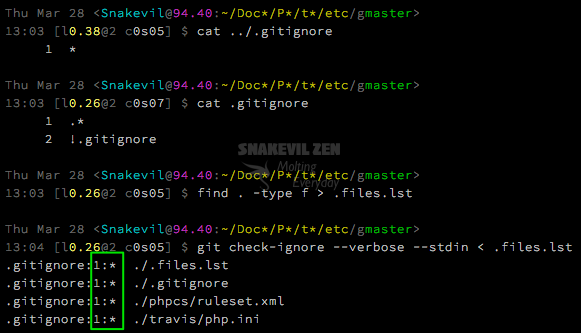 Thu Mar 28 <Snakevil@94.40:~/Doc*/P*/t*/etc/gmaster>
13:03 [l0.38@2 c0s05] $ cat ../.gitignore
1 *
Thu Mar 28 <Snakevil@94.40:~/Doc*/P*/t*/etc/gmaster>
13:03 [l0.26@2 c0s07] $ cat .gitignore
1 .*
2 !.gitignore
SNAKEVIL ZEN
Molting
Everyday
Thu Mar 28 <Snakevil@94.40:~/Doc*/P*/t*/etc/gmaster>
13:03 [l0.26@2 c0s05] $ find . -type f > .files.lst
Thu Mar 28 <Snakevil@94.40:~/Doc*/P*/t*/etc/gmaster>
13:04 [l0.26@2 c0s05] $ git check-ignore --verbose --stdin < .files.lst
.gitignore:1:* ./.files.lst
.gitignore:1:* ./.gitignore
.gitignore:1:* ./phpcs/ruleset.xml
.gitignore:1:* ./travis/php.ini